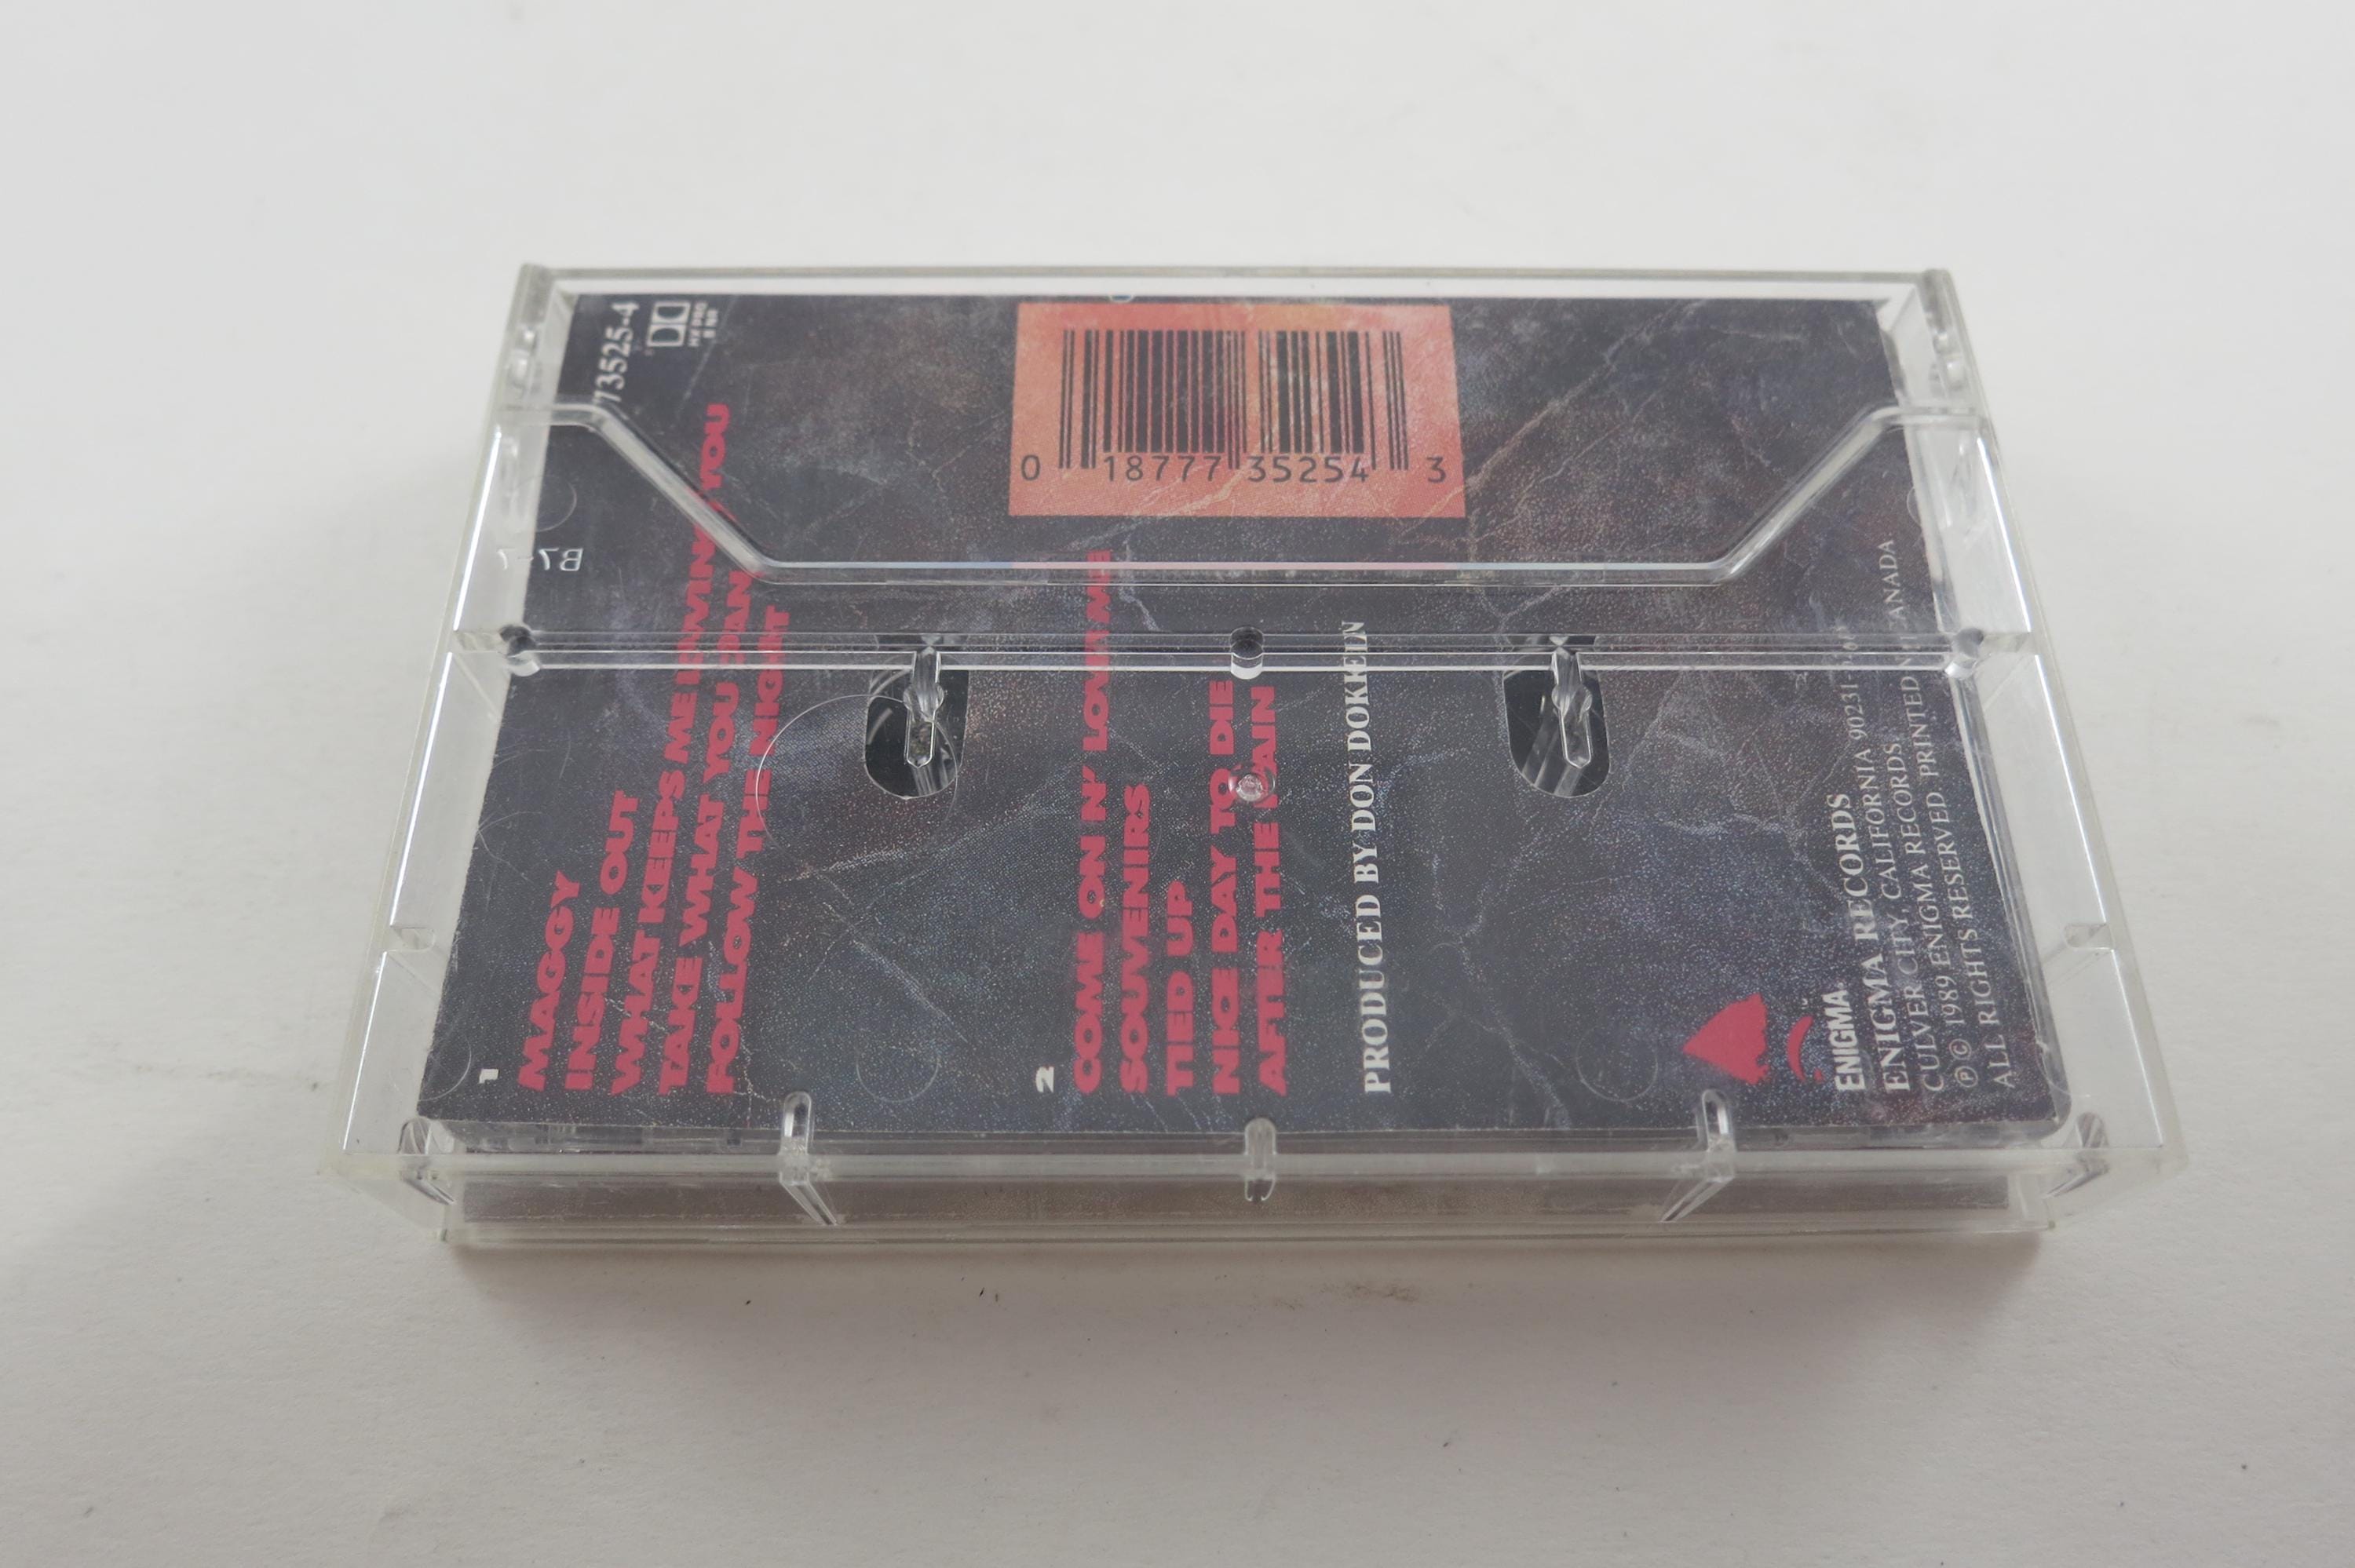 73525-4
HX PRO
1
MAGGY
INSIDE OUT
WHAT KEEPS ME LOVING YOU
TAKE WHAT YOU CAN
FOLLOW THE NIGHT
2
COME ON N' LOVE ME
SOUVENIRS
TIED UP
NICE DAY TO DIE
AFTER THE RAIN
PRODUCED BY DON DOKKEN
0 18777 35254 3
ENIGMA
ENIGMA RECORDS
CULVER CITY, CALIFORNIA 90231-
Ⓟ © 1989 ENIGMA RECORDS.
ALL RIGHTS RESERVED. PRINTED IN CANADA